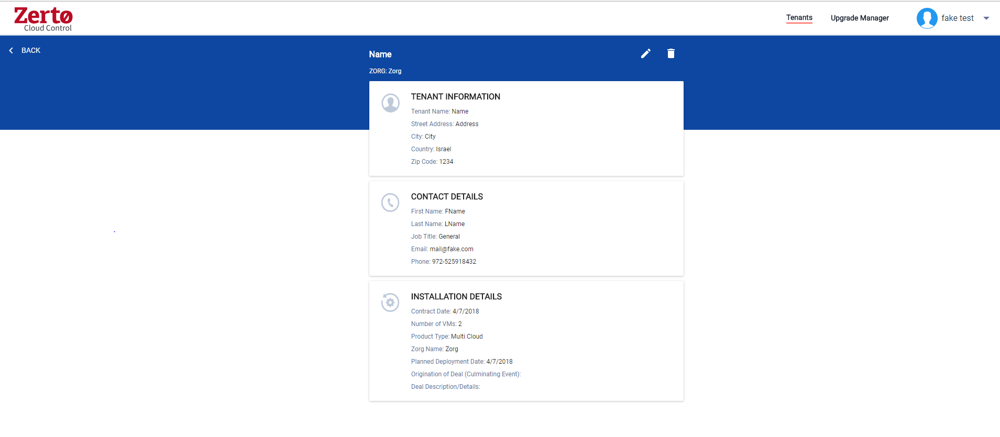 Zerto
Cloud Control
Tenants
Upgrade Manager
fake test
BACK
Name
ZORG: Zorg
TENANT INFORMATION
Tenant Name: Name
Street Address: Address
City: City
Country: Israel
Zip Code: 1234
CONTACT DETAILS
First Name: FName
Last Name: LName
Job Title: General
Email: mail@fake.com
Phone: 972-525918432
INSTALLATION DETAILS
Contract Date: 4/7/2018
Number of VMs: 2
Product Type: Multi Cloud
Zorg Name: Zorg
Planned Deployment Date: 4/7/2018
Origination of Deal (Culminating Event):
Deal Description/Details: